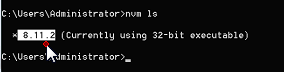 C:\Users\Administrator>nvm ls
* 8.11.2 (Currently using 32-bit executable)
C:\Users\Administrator>